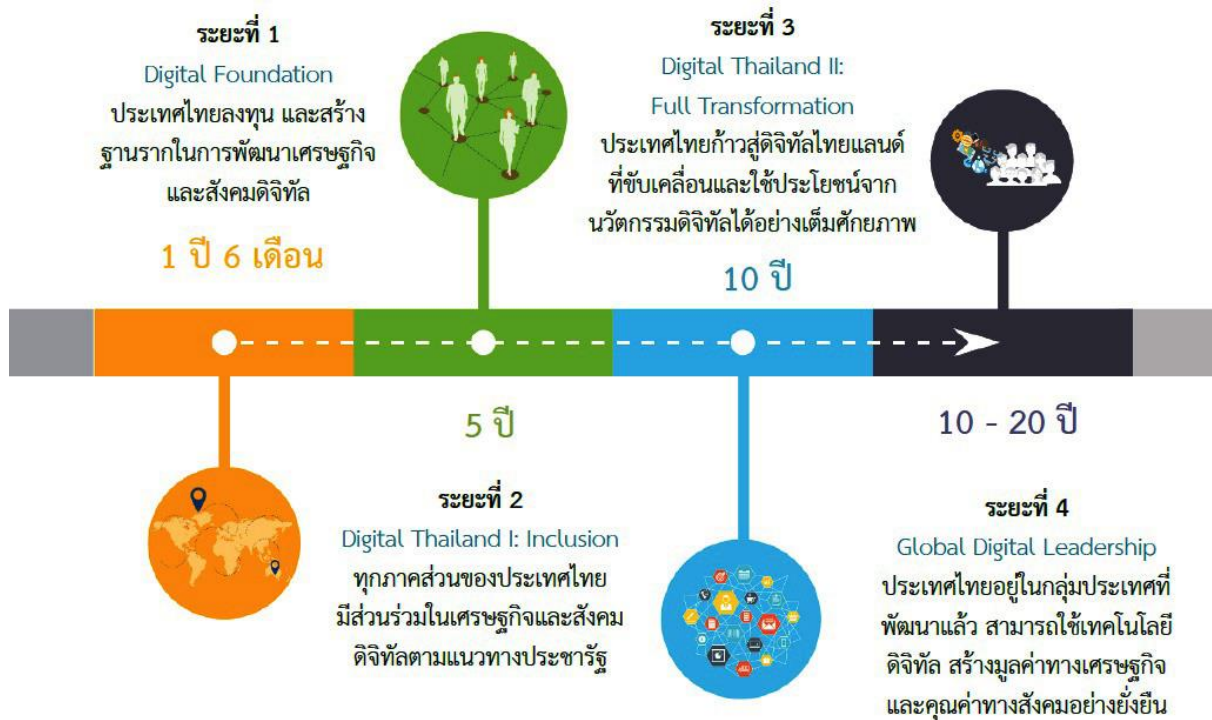 ระยะที่ 1
Digital Foundation
ประเทศไทยลงทุน และสร้าง
ฐานรากในการพัฒนาเศรษฐกิจ
และสังคมดิจิทัล
1 ปี 6 เดือน
5 ปี
ระยะที่ 2
Digital Thailand I: Inclusion
ทุกภาคส่วนของประเทศไทย
มีส่วนร่วมในเศรษฐกิจและสังคม
ดิจิทัลตามแนวทางประชารัฐ
ระยะที่ 3
Digital Thailand II:
Full Transformation
ประเทศไทยก้าวสู่ดิจิทัลไทยแลนด์
ที่ขับเคลื่อนและใช้ประโยชน์จาก
นวัตกรรมดิจิทัลได้อย่างเต็มศักยภาพ
10 ปี
10 - 20 ปี
ระยะที่ 4
Global Digital Leadership
ประเทศไทยอยู่ในกลุ่มประเทศที่
พัฒนาแล้ว สามารถใช้เทคโนโลยี
ดิจิทัล สร้างมูลค่าทางเศรษฐกิจ
และคุณค่าทางสังคมอย่างยั่งยืน